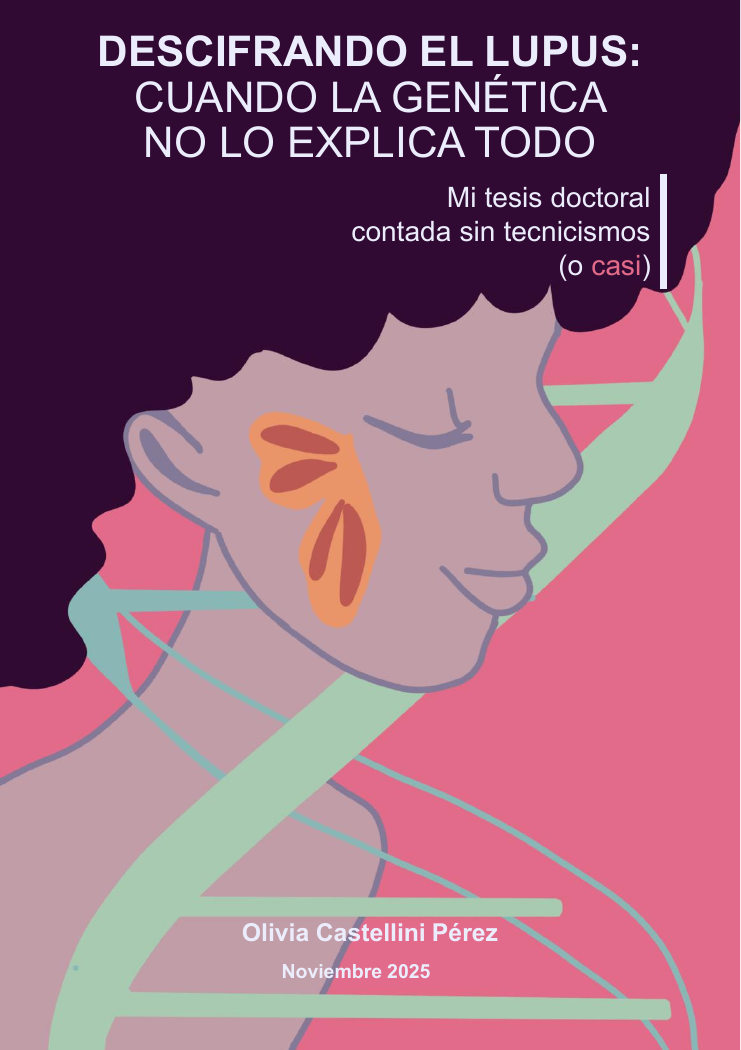 DESCIFRANDO EL LUPUS:
CUANDO LA GENÉTICA
NO LO EXPLICA TODO
Mi tesis doctoral
contada sin tecnicismos
(o casi)
Olivia Castellini Pérez
Noviembre 2025